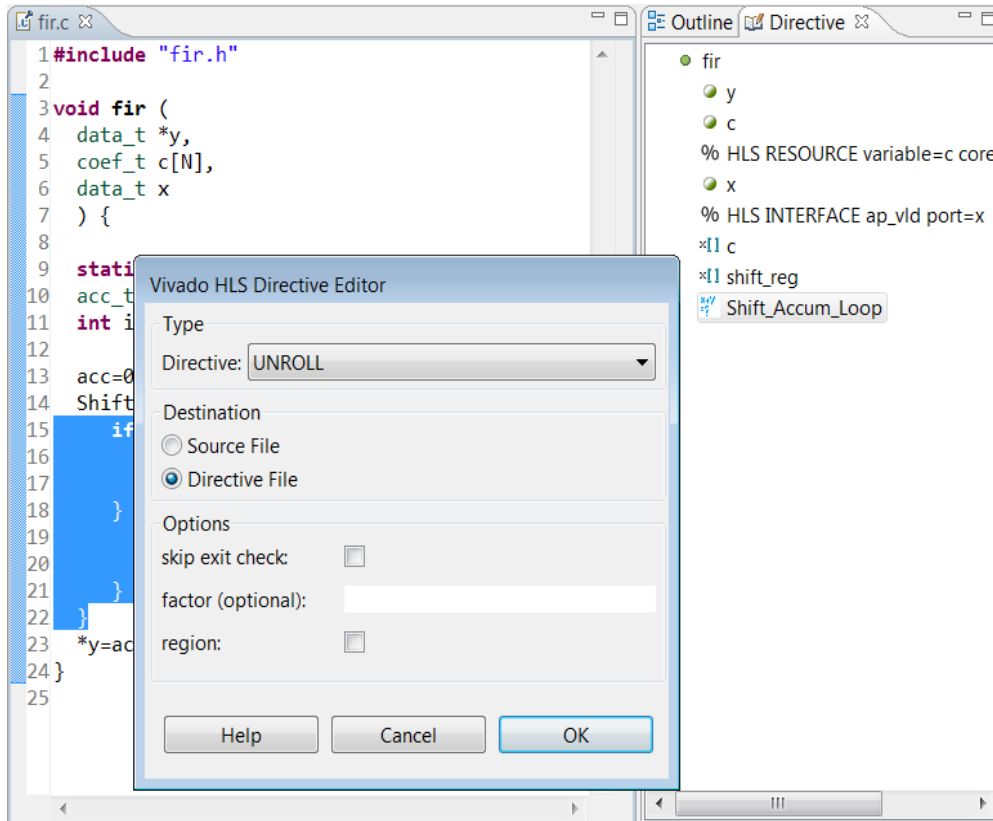 fir.c
1 #include "fir.h"
2
3 void fir (
4 data_t *y,
5 coef_t c[N],
6 data_t x
7 ) {
8
9 stati
10 acc_t
11 int i
12
13 acc=0
14 Shift
15 if
16
17
18 }
19
20
21 }
22 }
23 *y=ac
24 }
25
Vivado HLS Directive Editor
Type
Directive: UNROLL
Destination
Source File
Directive File
Options
skip exit check:
factor (optional):
region:
Help Cancel OK
Outline Directive
fir
y
c
% HLS RESOURCE variable=c core
x
% HLS INTERFACE ap_vld port=x
x[] c
x[] shift_reg
Shift_Accum_Loop